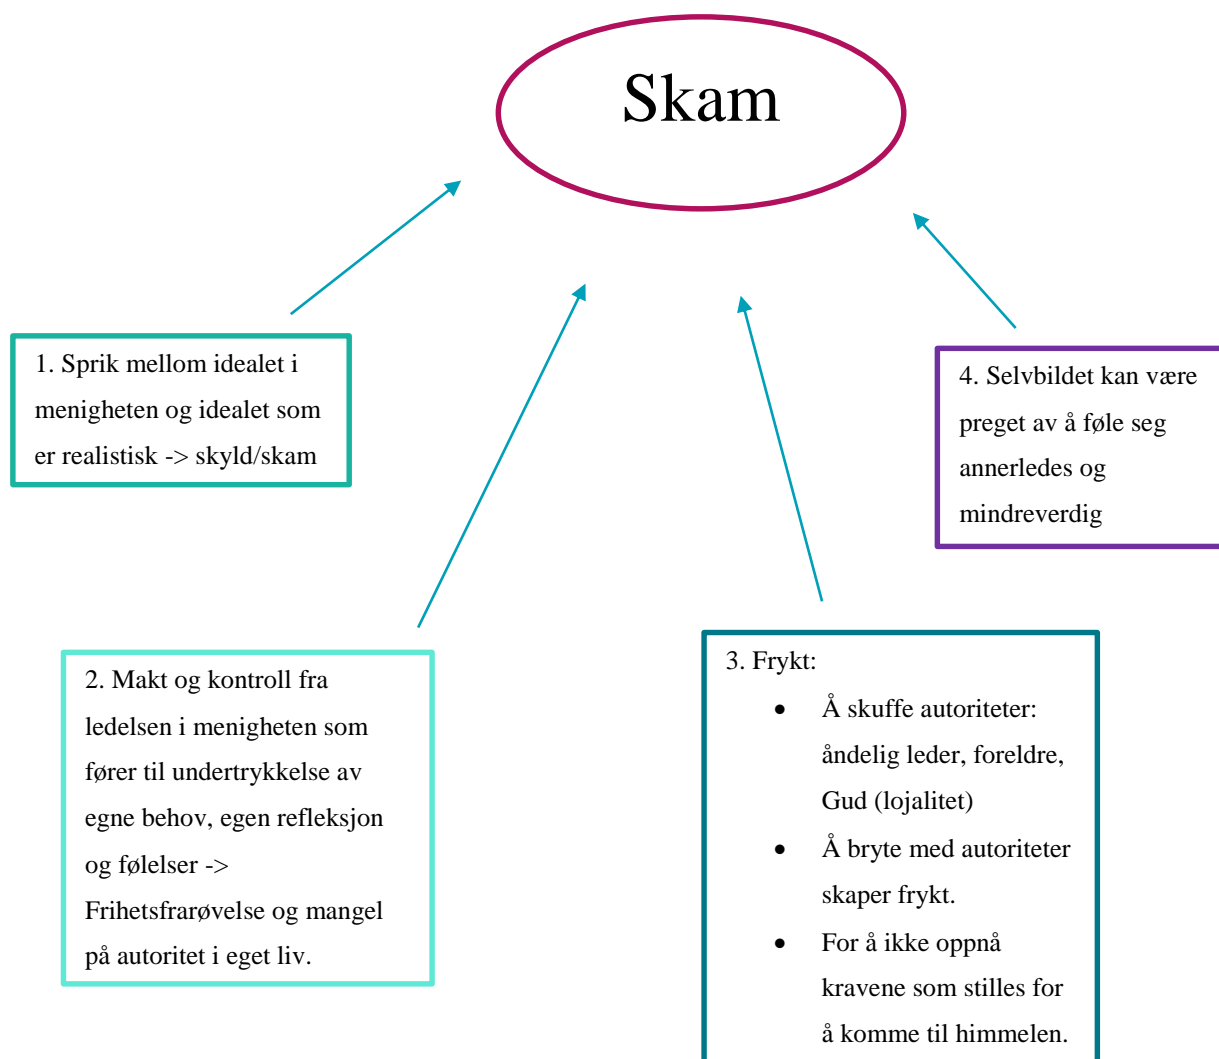 Skam
1. Sprik mellom idealet i
menigheten og idealet som
er realistisk -> skyld/skam
4. Selvbildet kan være
preget av å føle seg
annerledes og
mindreverdig
2. Makt og kontroll fra
ledelsen i menigheten som
fører til undertrykkelse av
egne behov, egen refleksjon
og følelser ->
Frihetsfrarøvelse og mangel
på autoritet i eget liv.
3. Frykt:
• Å skuffe autoriteter:
åndelig leder, foreldre,
Gud (lojalitet)
• Å bryte med autoriteter
skaper frykt.
• For å ikke oppnå
kravene som stilles for
å komme til himmelen.